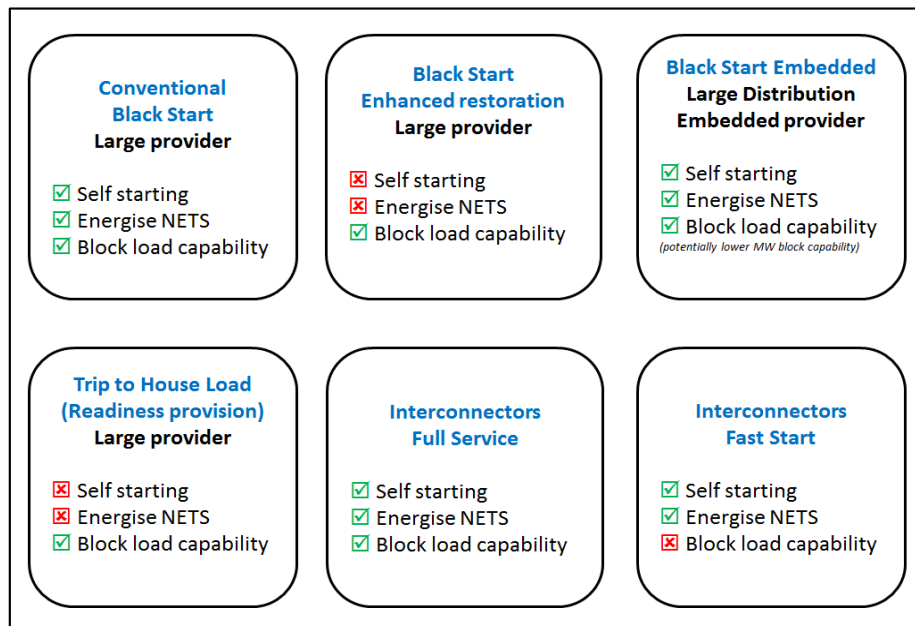 Conventional
Black Start
Large provider
☑ Self starting
☑ Energise NETS
☑ Block load capability
Black Start
Enhanced restoration
Large provider
☒ Self starting
☒ Energise NETS
☑ Block load capability
Black Start Embedded
Large Distribution
Embedded provider
☑ Self starting
☑ Energise NETS
☑ Block load capability
(potentially lower MW block capability)
Trip to House Load
(Readiness provision)
Large provider
☒ Self starting
☒ Energise NETS
☑ Block load capability
Interconnectors
Full Service
☑ Self starting
☑ Energise NETS
☑ Block load capability
Interconnectors
Fast Start
☑ Self starting
☑ Energise NETS
☒ Block load capability